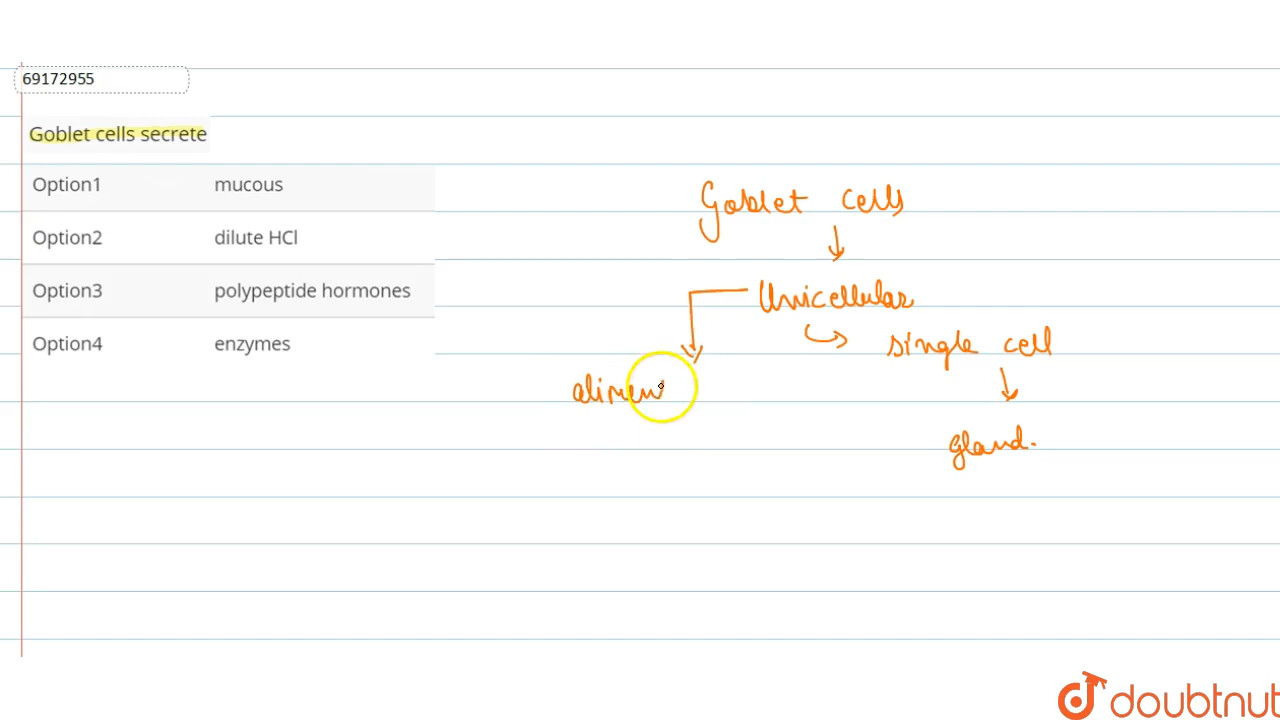 69172955
Goblet cells secrete
Option1 mucous
Option2 dilute HCl
Option3 polypeptide hormones
Option4 enzymes
Goblet cells
Unicellular
single cell
alimen
gland.
doubtnut